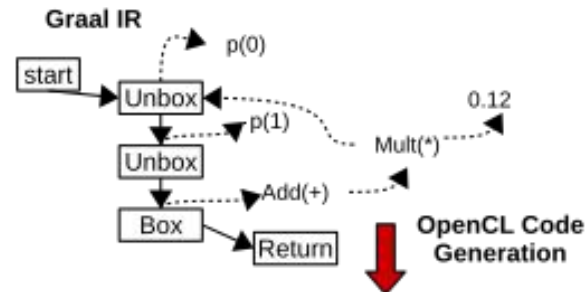 Graal IR
p(0)
start
Unbox
0.12
p(1)
Mult(*)
Unbox
Add(+)
Box
OpenCL Code
Generation
Return